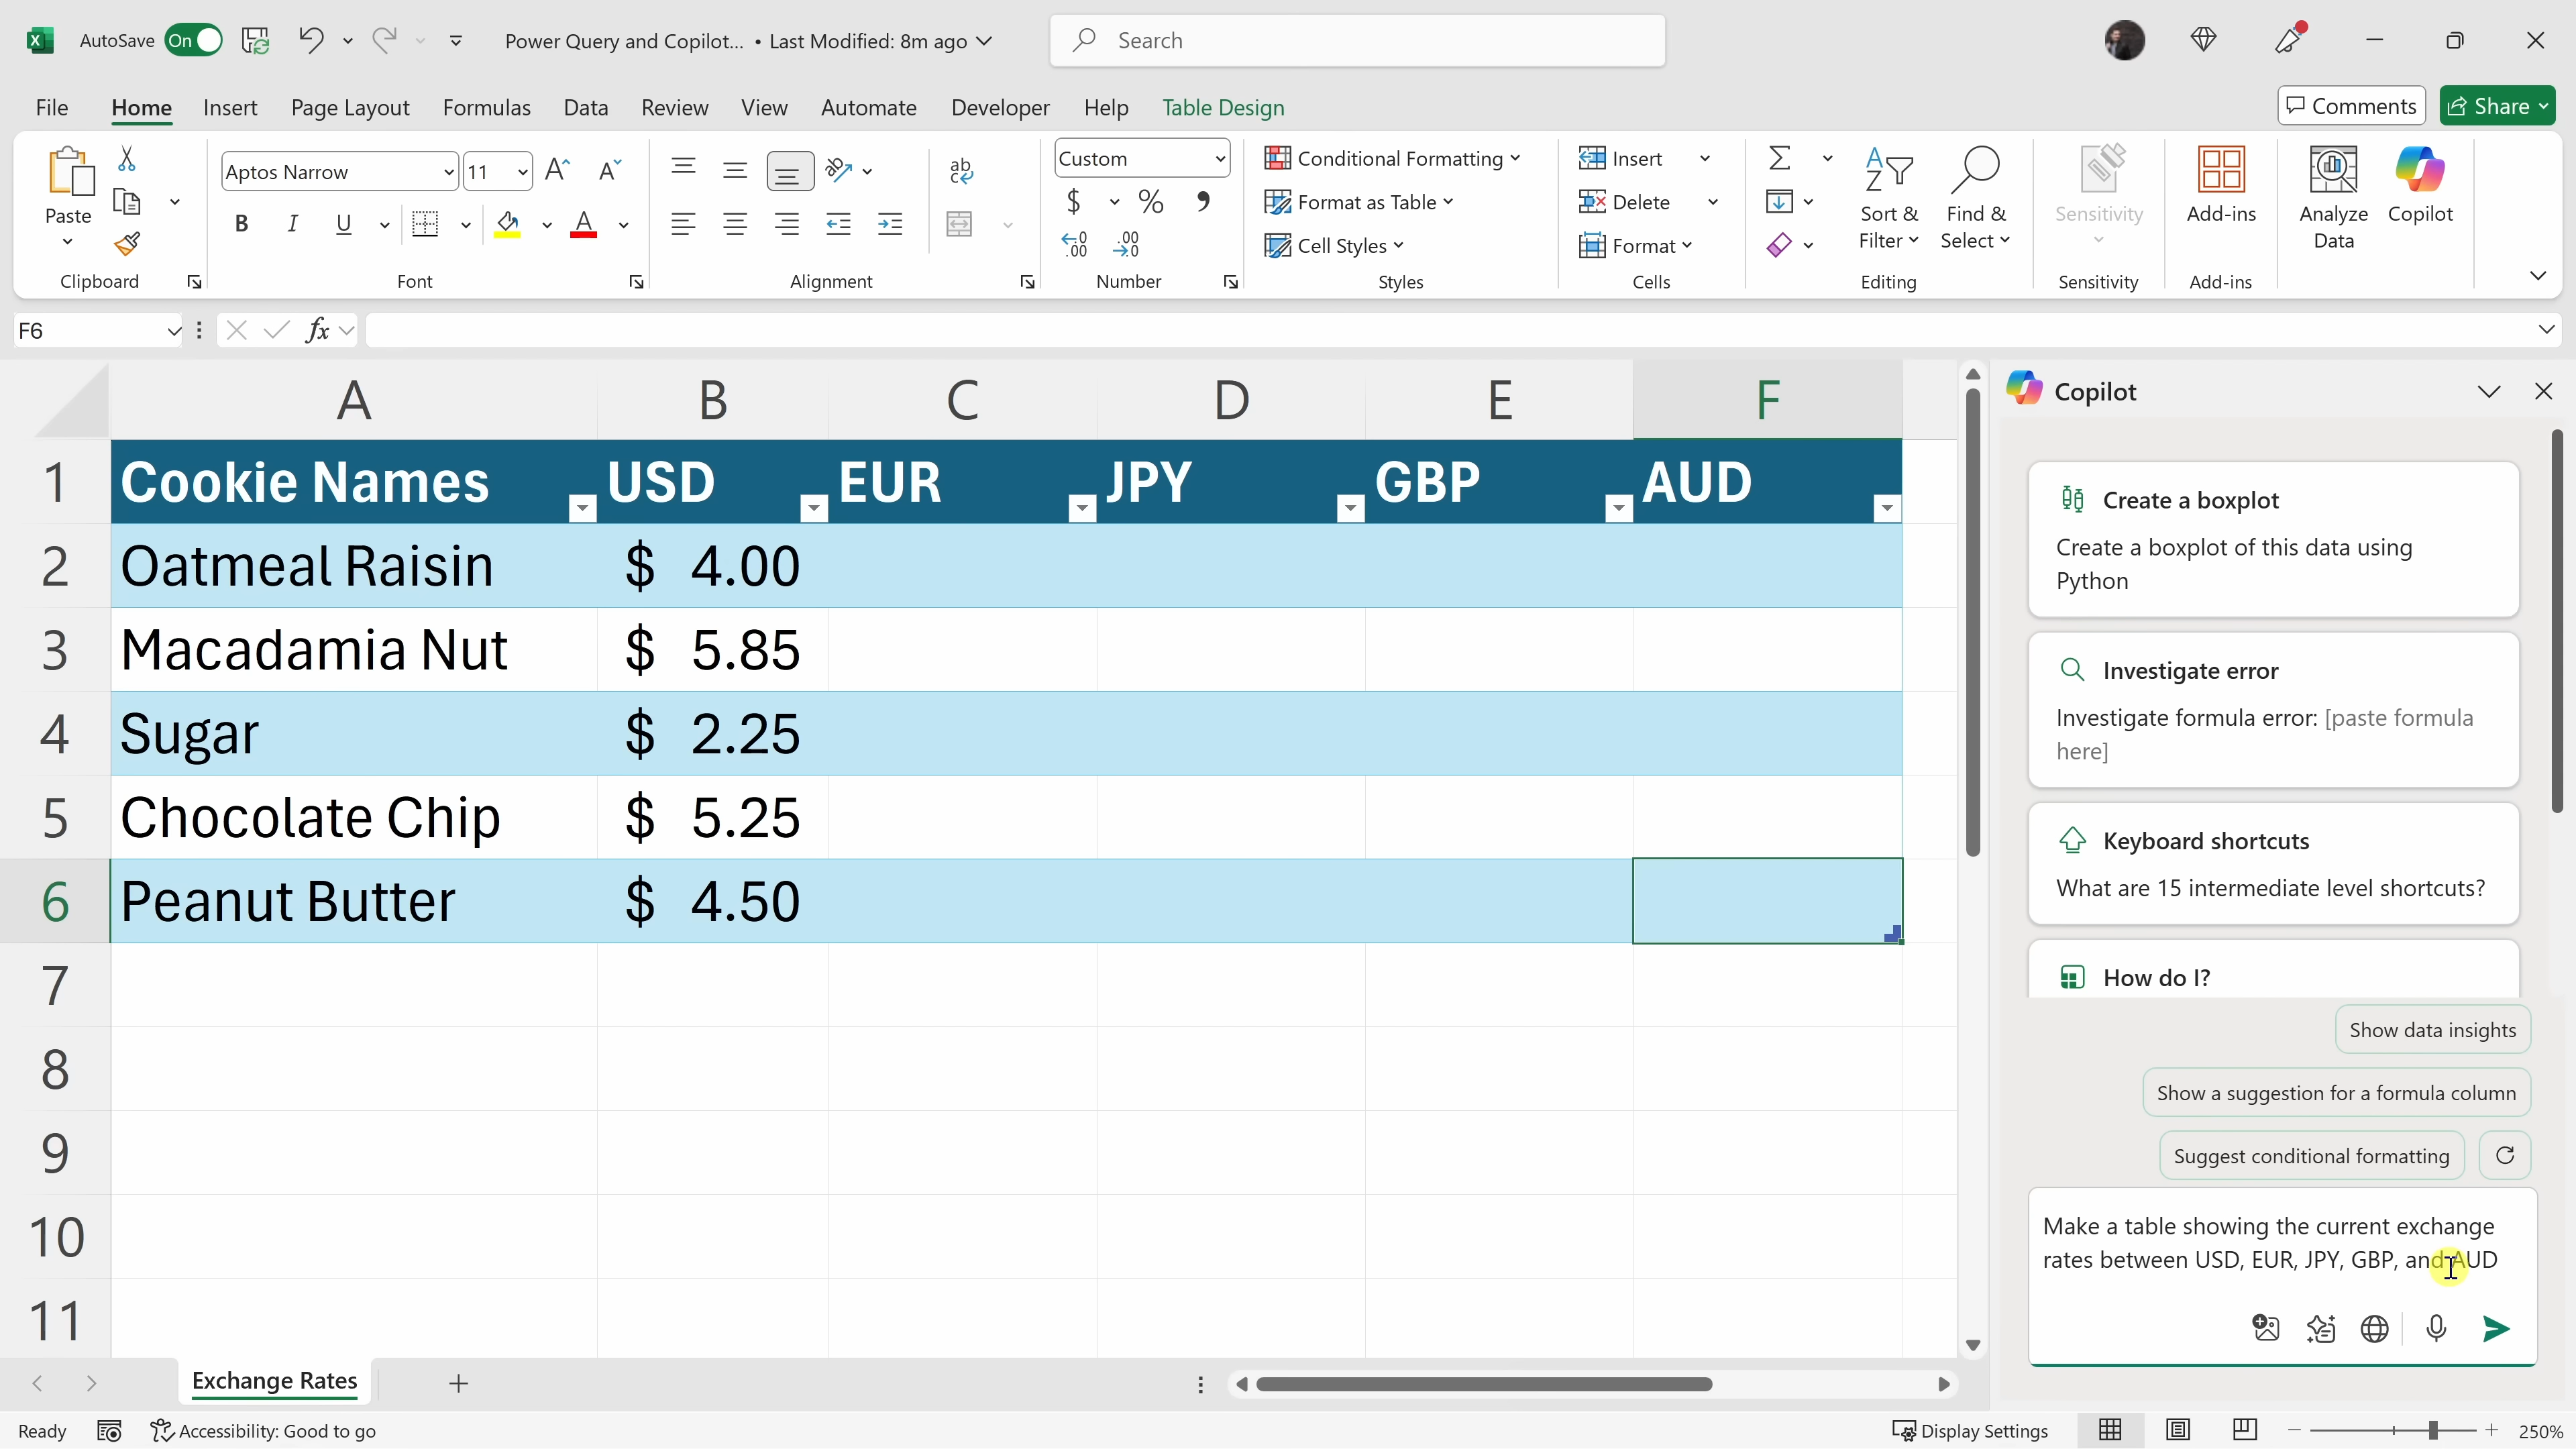 AutoSave On Power Query and Copilot... • Last Modified: 8m ago Search
File Home Insert Page Layout Formulas Data Review View Automate Developer Help Table Design Comments Share
Paste
Clipboard
Aptos Narrow 11
B I U A
Font
ab
Alignment
Custom
$ % ,
Number
Conditional Formatting
Format as Table
Cell Styles
Styles
Insert
Delete
Format
Cells
Sort &
Filter
Find &
Select
Editing
Sensitivity
Sensitivity
Add-ins
Add-ins
Analyze
Data
Copilot
F6 fx
A B C D E F
1 Cookie Names USD EUR JPY GBP AUD
2 Oatmeal Raisin $ 4.00
3 Macadamia Nut $ 5.85
4 Sugar $ 2.25
5 Chocolate Chip $ 5.25
6 Peanut Butter $ 4.50
7
8
9
10
11
Copilot
Create a boxplot
Create a boxplot of this data using
Python
Investigate error
Investigate formula error: [paste formula
here]
Keyboard shortcuts
What are 15 intermediate level shortcuts?
How do I?
Show data insights
Show a suggestion for a formula column
Suggest conditional formatting
Make a table showing the current exchange
rates between USD, EUR, JPY, GBP, and AUD
Exchange Rates
Ready Accessibility: Good to go Display Settings 250%